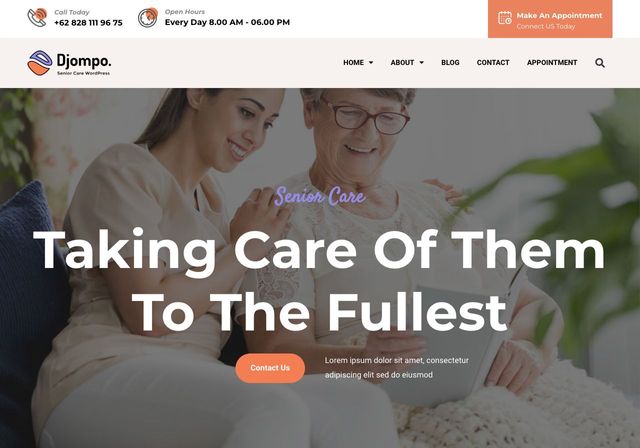 Call Today
+62 828 111 96 75
Open Hours
Every Day 8.00 AM - 06.00 PM
Make An Appointment
Connect US Today
Djompo.
Senior Care WordPress
HOME
ABOUT
BLOG
CONTACT
APPOINTMENT
Senior Care
Taking Care Of Them
To The Fullest
Contact Us
Lorem ipsum dolor sit amet, consectetur
adipiscing elit sed do eiusmod